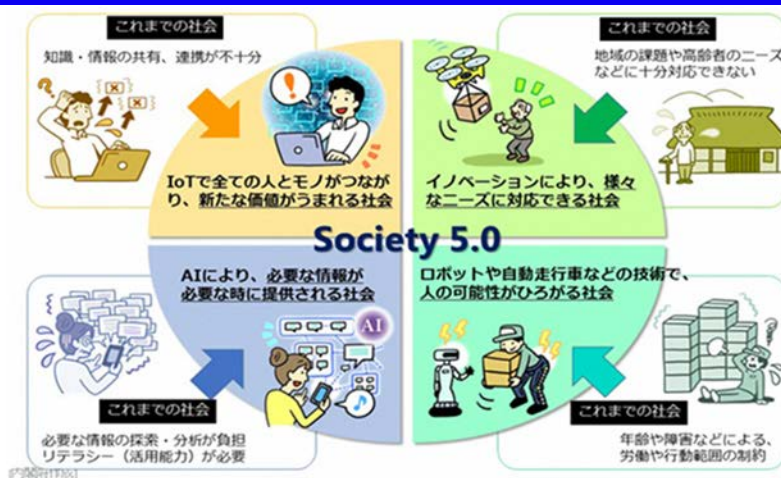 これまでの社会
知識・情報の共有、連携が不十分
IoTで全ての人とモノがつなが
り、新たな価値がうまれる社会
これまでの社会
地域の課題や高齢者のニーズ
などに十分対応できない
イノベーションにより、様々
なニーズに対応できる社会
Society 5.0
AIにより、必要な情報が
必要な時に提供される社会
AI
これまでの社会
必要な情報の探索・分析が負担
リテラシー（活用能力）が必要
ロボットや自動走行車などの技術で、
人の可能性がひろがる社会
これまでの社会
年齢や障害などによる、
労働や行動範囲の制約